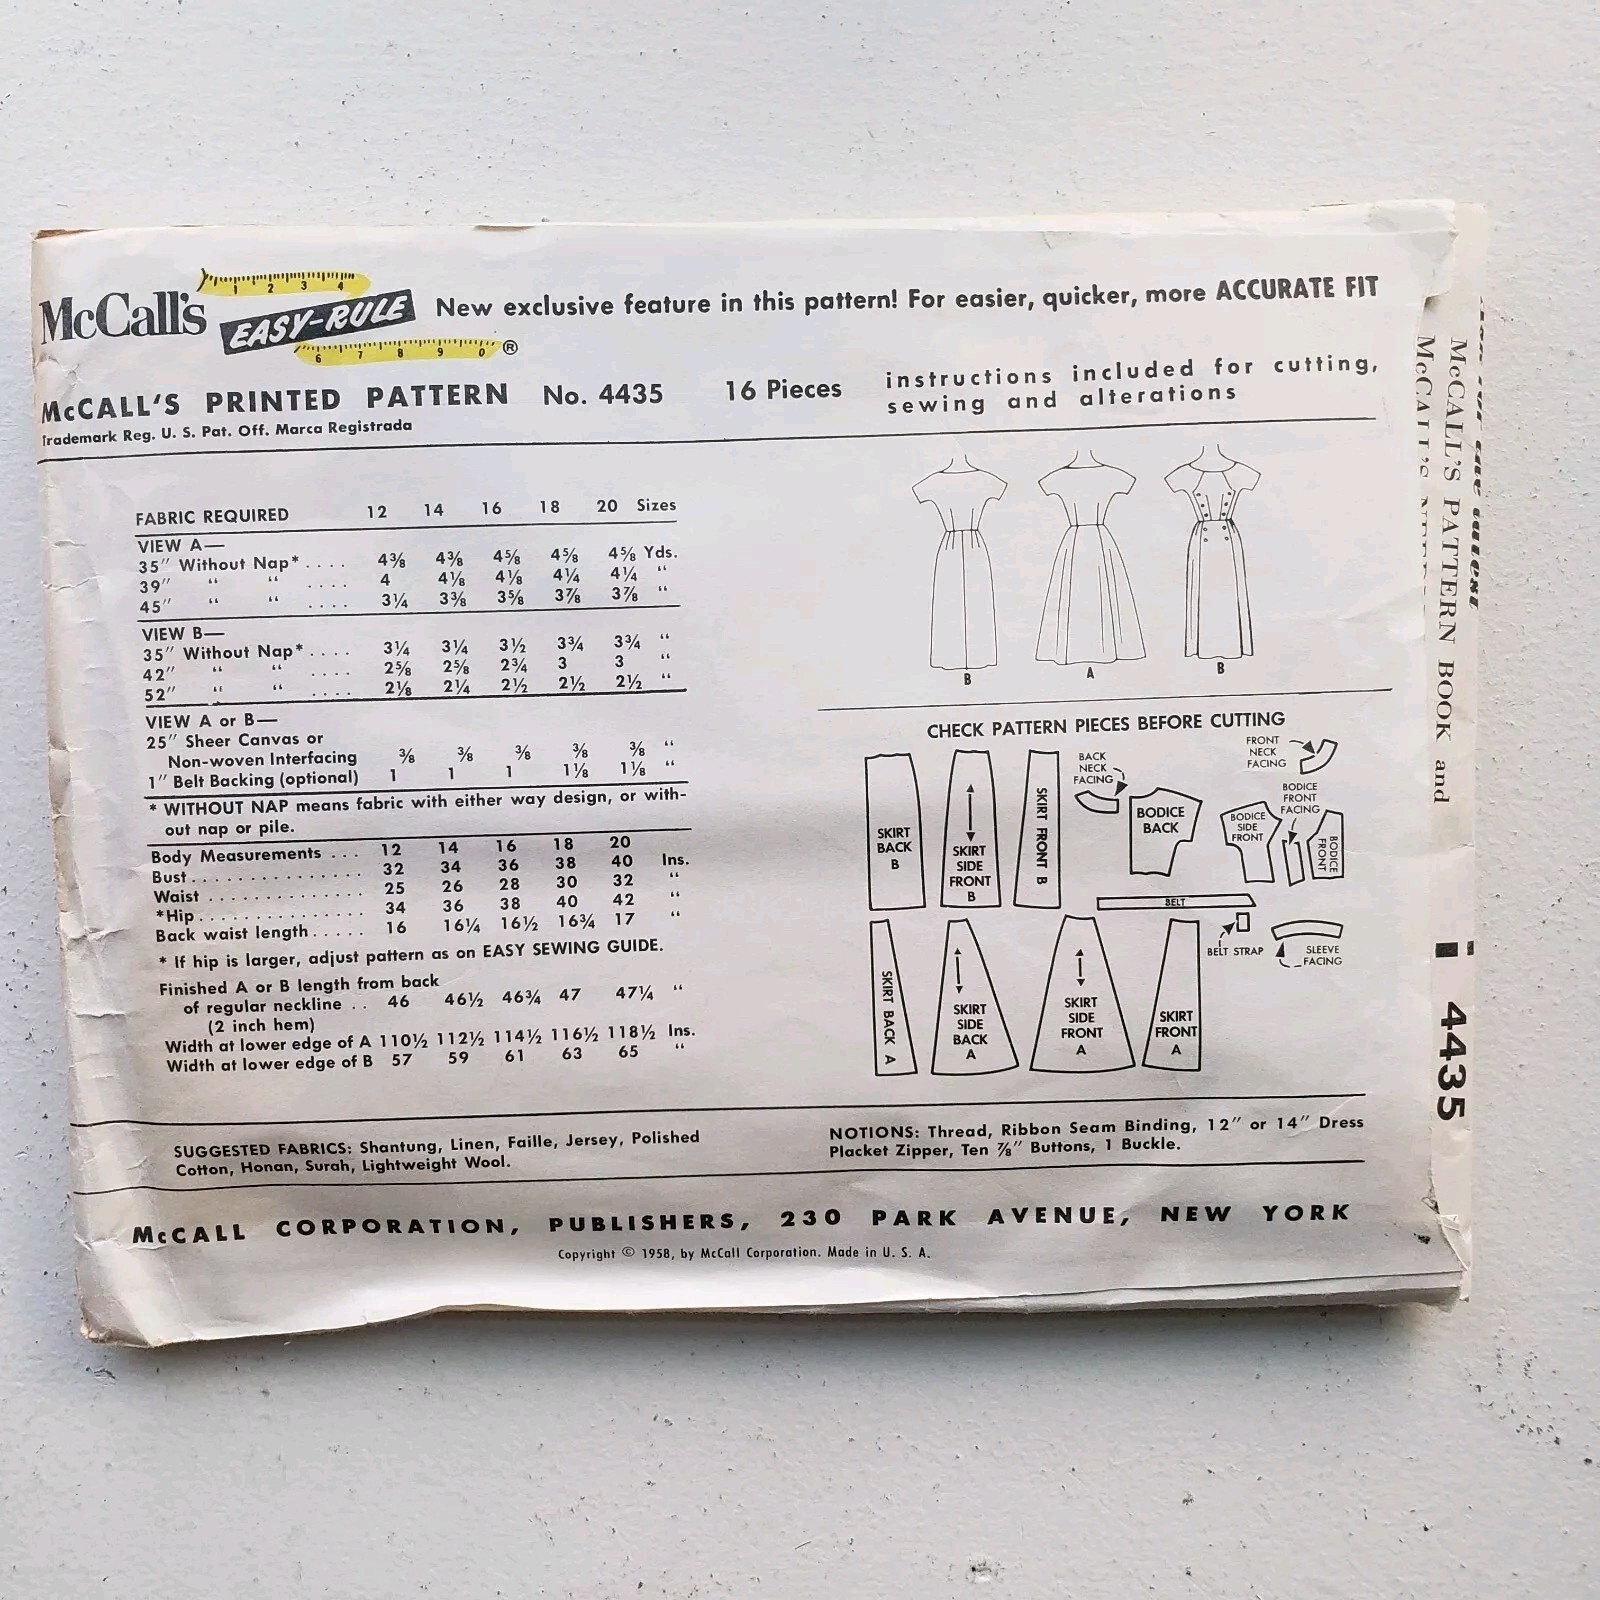 McCall's EASY-RULE ® New exclusive feature in this pattern! For easier, quicker, more ACCURATE FIT
1 2 3 4
6 7 8 9 0
McCALL'S PRINTED PATTERN No. 4435 16 Pieces instructions included for cutting,
sewing and alterations
Trademark Reg. U. S. Pat. Off. Marca Registrada
FABRIC REQUIRED 12 14 16 18 20 Sizes
VIEW A—
35″ Without Nap* . . . . 4⅜ 4⅜ 4⅝ 4⅝ 4⅝ Yds.
39″ “ “ . . . . 4 4⅛ 4⅛ 4¼ 4¼ “
45″ “ “ . . . . 3¼ 3⅜ 3⅝ 3⅞ 3⅞ “
VIEW B—
35″ Without Nap* . . . . 3¼ 3¼ 3½ 3¾ 3¾ “
42″ “ “ . . . . 2⅝ 2⅝ 2¾ 3 3 “
52″ “ “ . . . . 2⅛ 2¼ 2½ 2½ 2½ “
VIEW A or B—
25″ Sheer Canvas or
Non-woven Interfacing ⅜ ⅜ ⅜ ⅜ ⅜ “
1″ Belt Backing (optional) 1 1 1 1⅛ 1⅛ “
* WITHOUT NAP means fabric with either way design, or with-
out nap or pile.
Body Measurements . . . 12 14 16 18 20
Bust . . . . . . . . . . . . . . . 32 34 36 38 40 Ins.
Waist . . . . . . . . . . . . . . 25 26 28 30 32 “
*Hip . . . . . . . . . . . . . . . 34 36 38 40 42 “
Back waist length . . . . . 16 16¼ 16½ 16¾ 17 “
* If hip is larger, adjust pattern as on EASY SEWING GUIDE.
Finished A or B length from back
of regular neckline . . 46 46½ 46¾ 47 47¼ “
(2 inch hem)
Width at lower edge of A 110½ 112½ 114½ 116½ 118½ Ins.
Width at lower edge of B 57 59 61 63 65 “
B A B
CHECK PATTERN PIECES BEFORE CUTTING
SKIRT BACK B
SKIRT SIDE FRONT B
SKIRT FRONT B
BACK NECK FACING
BODICE BACK
FRONT NECK FACING
BODICE SIDE FRONT
BODICE FRONT FACING
BODICE FRONT
BELT
BELT STRAP
SLEEVE FACING
SKIRT BACK A
SKIRT SIDE BACK A
SKIRT SIDE FRONT A
SKIRT FRONT A
SUGGESTED FABRICS: Shantung, Linen, Faille, Jersey, Polished
Cotton, Honan, Surah, Lightweight Wool.
NOTIONS: Thread, Ribbon Seam Binding, 12″ or 14″ Dress
Placket Zipper, Ten ⅞″ Buttons, 1 Buckle.
McCALL CORPORATION, PUBLISHERS, 230 PARK AVENUE, NEW YORK
Copyright © 1958, by McCall Corporation. Made in U. S. A.
for the latest
McCALL'S PATTERN BOOK and
McCALL'S
4435